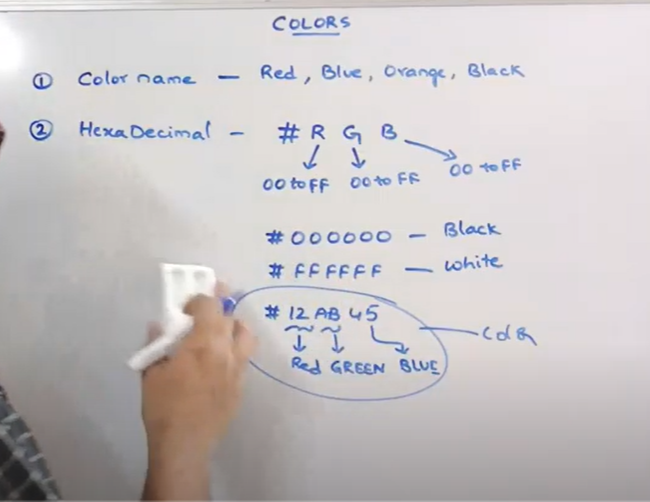 COLORS
① Color name — Red, Blue, Orange, Black
② HexaDecimal - # R G B
00 to FF 00 to FF 00 to FF
# 000000 — Black
# FFFFFF — white
# 12 AB 45
Red GREEN BLUE